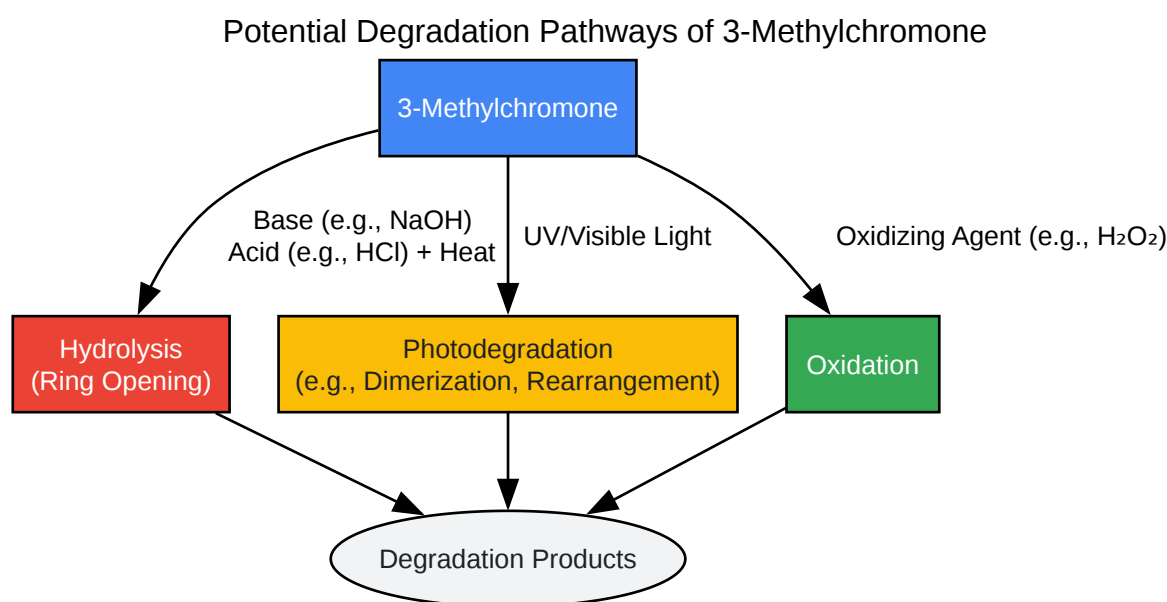 Potential Degradation Pathways of 3-Methylchromone
3-Methylchromone
Base (e.g., NaOH)
Acid (e.g., HCl) + Heat
UV/Visible Light
Oxidizing Agent (e.g., H₂O₂)
Hydrolysis
(Ring Opening)
Photodegradation
(e.g., Dimerization, Rearrangement)
Oxidation
Degradation Products